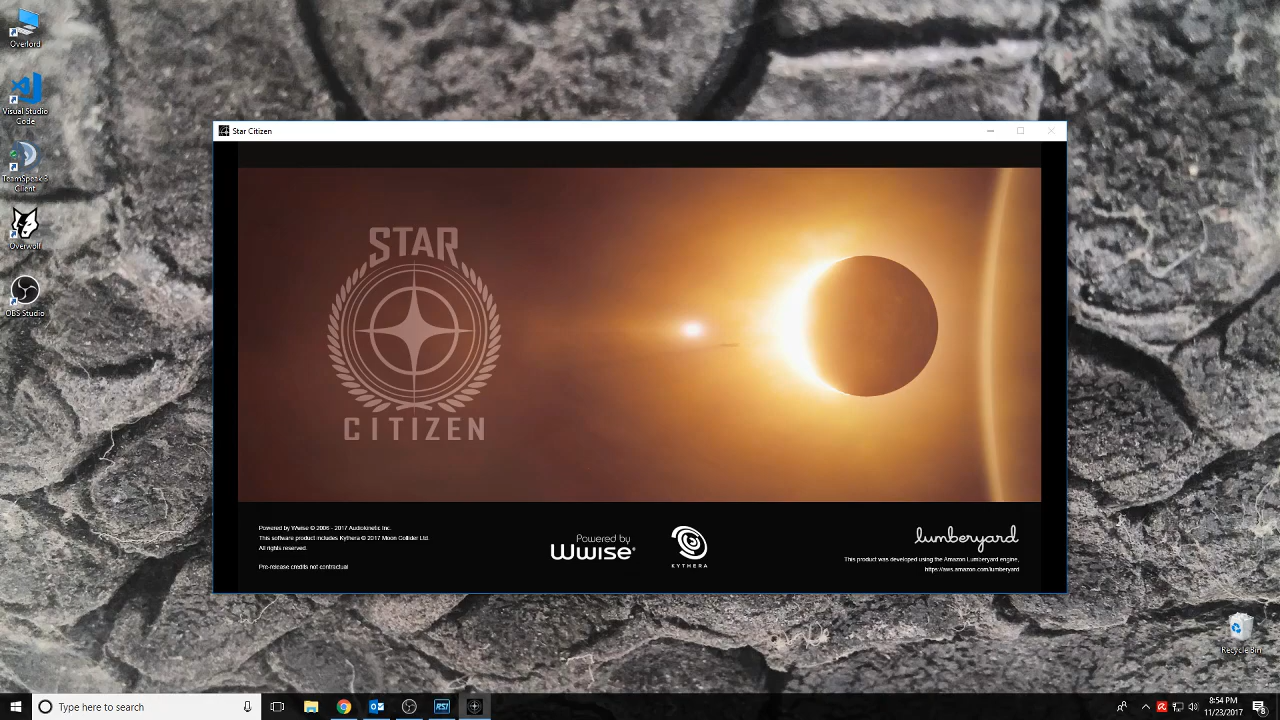 Overlord
Visual Studio
Code
TeamSpeak 3
Client
Overwolf
OBS Studio
Star Citizen
STAR
CITIZEN
Powered by Wwise © 2006 - 2017 Audiokinetic Inc.
This software product includes Kythera © 2017 Moon Collider Ltd.
All rights reserved.
Pre-release credits not contractual
Powered by
Wwise®
KYTHERA
lumberyard
This product was developed using the Amazon Lumberyard engine,
https://aws.amazon.com/lumberyard
Recycle Bin
Type here to search
RSI
8:54 PM
11/23/2017
8